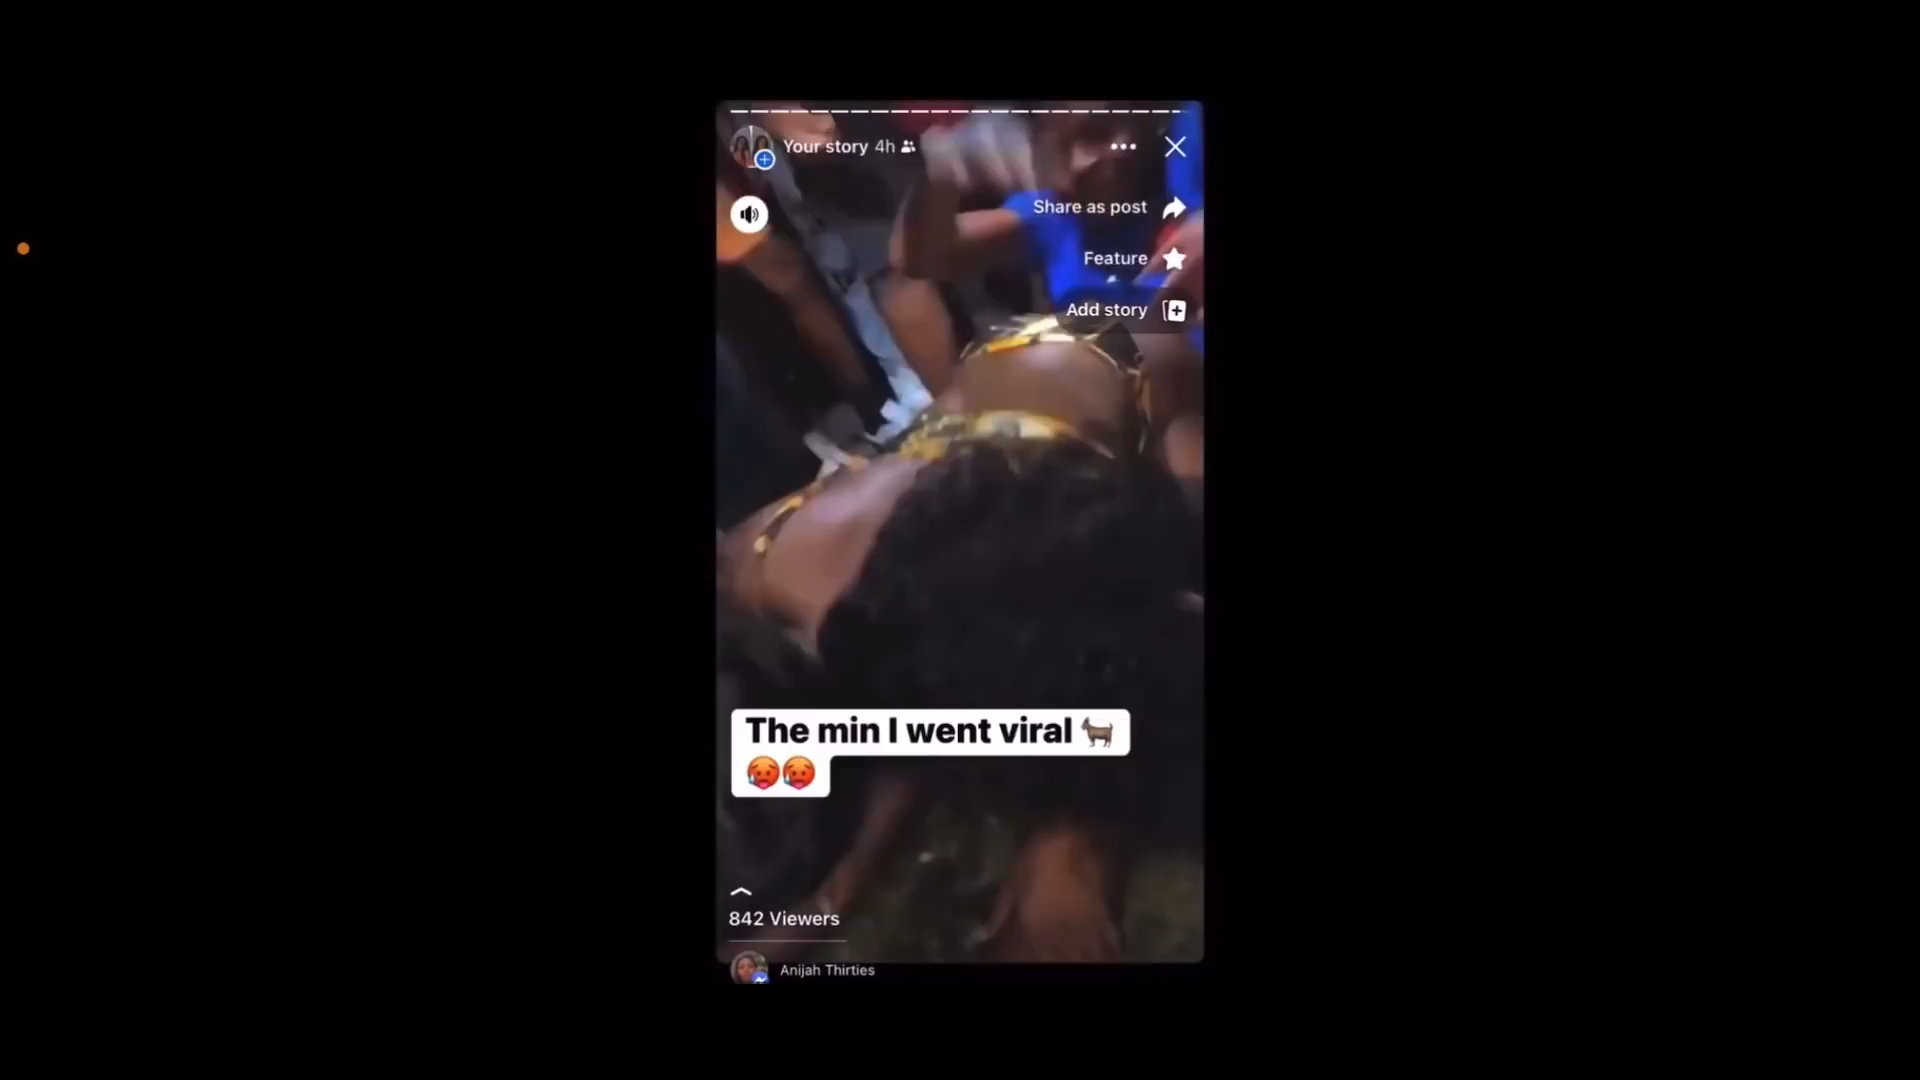 Your story 4h
Share as post
Feature
Add story
The min I went viral 🐐
🥵🥵
842 Viewers
Anijah Thirties